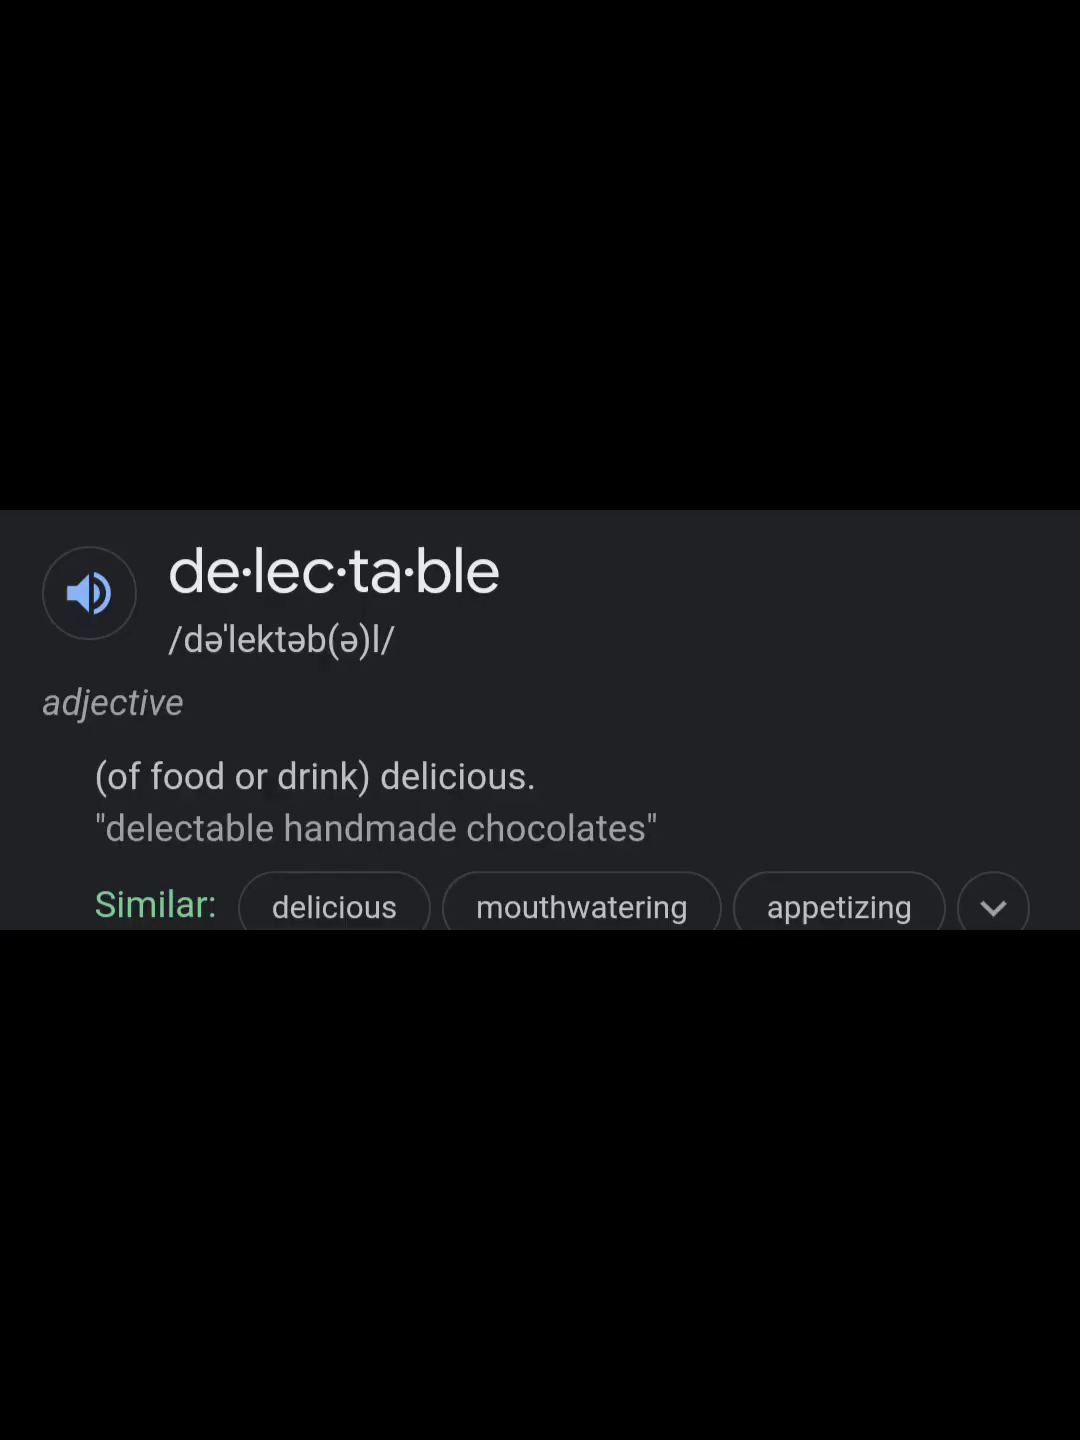 de·lec·ta·ble
/dəˈlektəb(ə)l/
adjective
(of food or drink) delicious.
"delectable handmade chocolates"
Similar: delicious mouthwatering appetizing